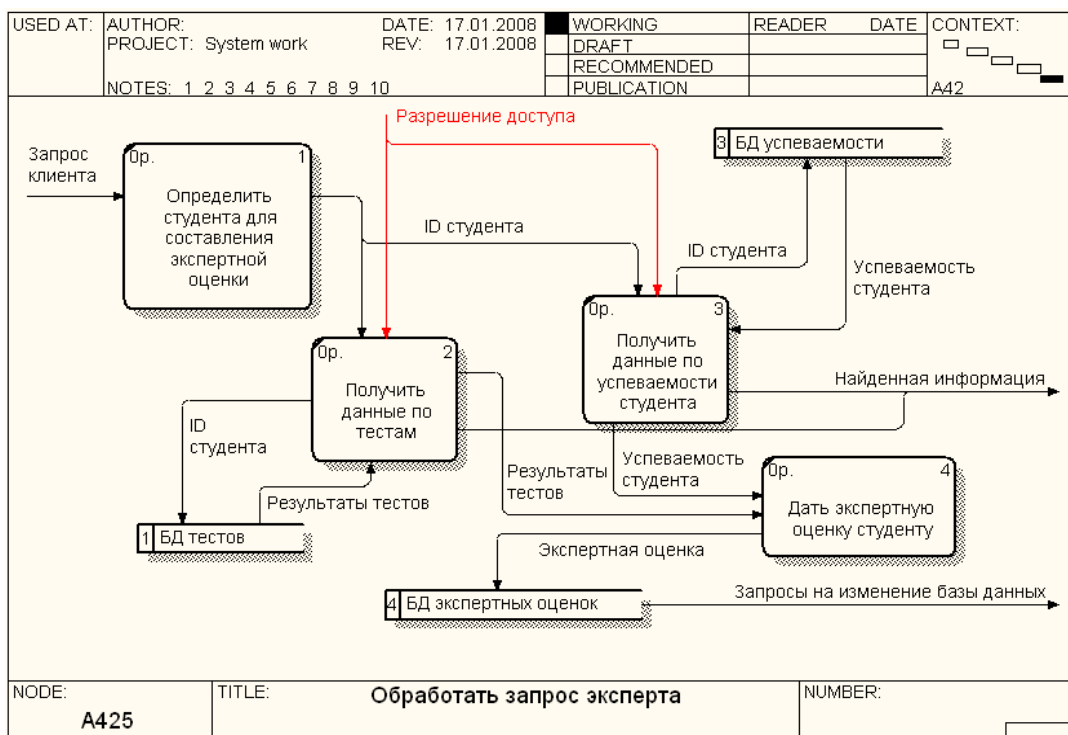 USED AT:
AUTHOR:
DATE: 17.01.2008
PROJECT: System work
REV: 17.01.2008
NOTES: 1 2 3 4 5 6 7 8 9 10
WORKING
DRAFT
RECOMMENDED
PUBLICATION
READER
DATE
CONTEXT:
A42
Разрешение доступа
Запрос
клиента
0р.
1
Определить
студента для
составления
экспертной
оценки
3
БД успеваемости
ID студента
ID студента
Успеваемость
студента
0р.
2
Получить
данные по
тестам
0р.
3
Получить
данные по
успеваемости
студента
Найденная информация
ID
студента
Результаты тестов
Результаты
тестов
Успеваемость
студента
1
БД тестов
0р.
4
Дать экспертную
оценку студенту
Экспертная оценка
4
БД экспертных оценок
Запросы на изменение базы данных
NODE:
A425
TITLE:
Обработать запрос эксперта
NUMBER: